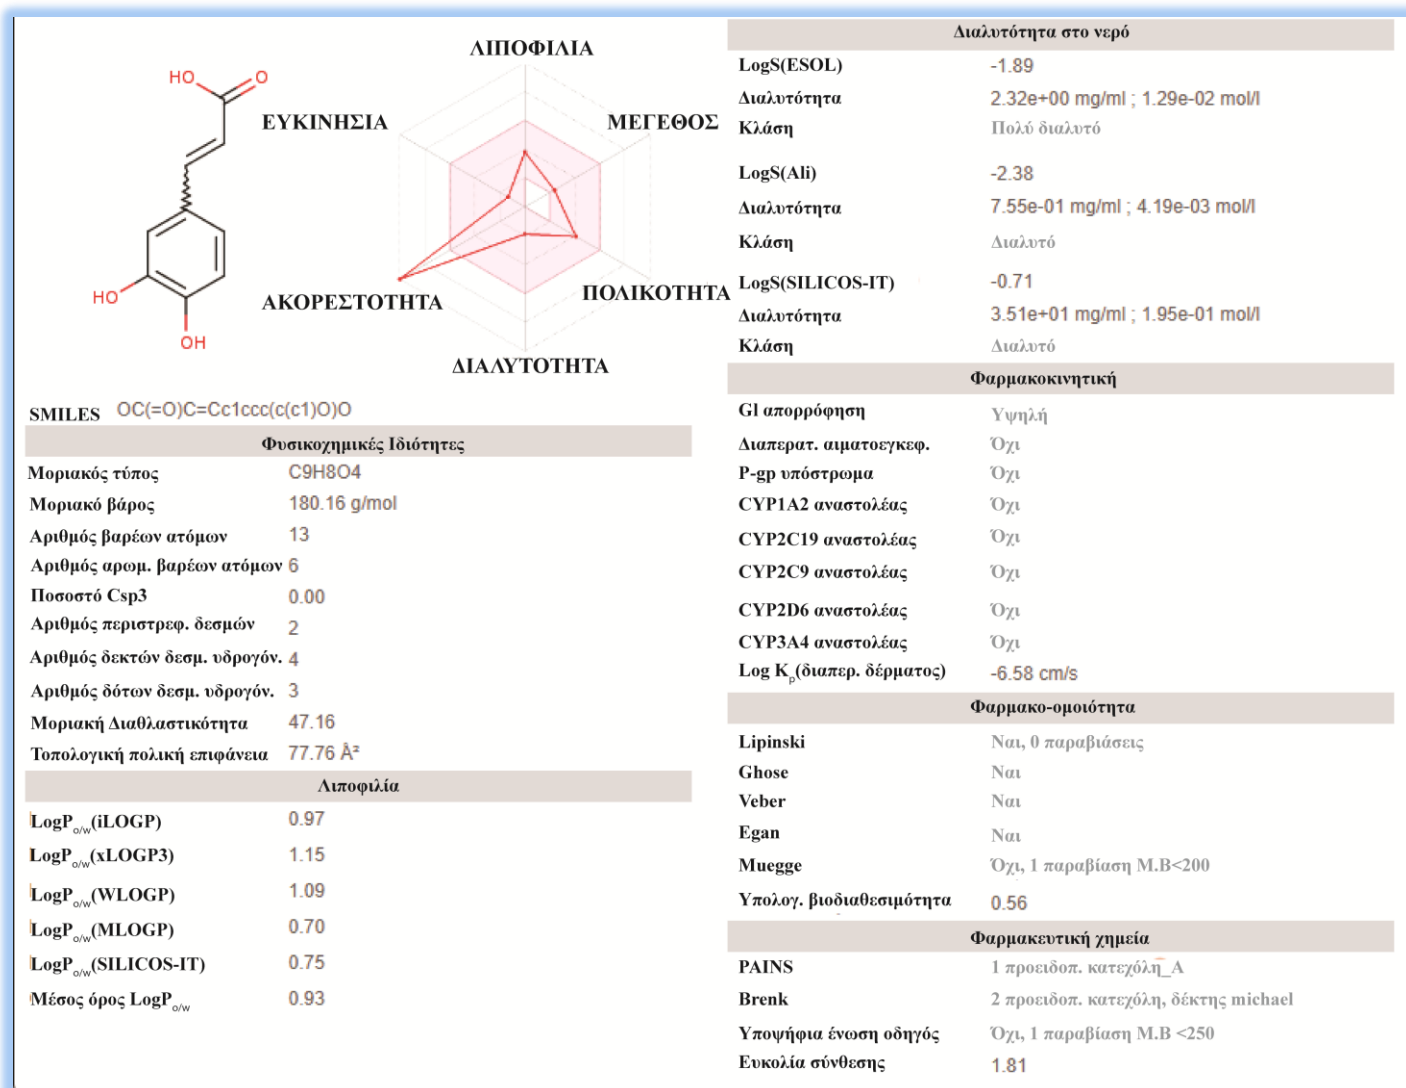 HO
O
HO
OH
ΛΙΠΟΦΙΛΙΑ
ΕΥΚΙΝΗΣΙΑ
ΜΕΓΕΘΟΣ
ΑΚΟΡΕΣΤΟΤΗΤΑ
ΠΟΛΙΚΟΤΗΤΑ
ΔΙΑΛΥΤΟΤΗΤΑ
SMILES OC(=O)C=Cc1ccc(c(c1)O)O
Φυσικοχημικές Ιδιότητες
Μοριακός τύπος C9H8O4
Μοριακό βάρος 180.16 g/mol
Αριθμός βαρέων ατόμων 13
Αριθμός αρωμ. βαρέων ατόμων 6
Ποσοστό Csp3 0.00
Αριθμός περιστρεφ. δεσμών 2
Αριθμός δεκτών δεσμ. υδρογόν. 4
Αριθμός δότων δεσμ. υδρογόν. 3
Μοριακή Διαθλαστικότητα 47.16
Τοπολογική πολική επιφάνεια 77.76 Å²
Λιποφιλία
LogPo/w(iLOGP) 0.97
LogPo/w(xLOGP3) 1.15
LogPo/w(WLOGP) 1.09
LogPo/w(MLOGP) 0.70
LogPo/w(SILICOS-IT) 0.75
Μέσος όρος LogPo/w 0.93
Διαλυτότητα στο νερό
LogS(ESOL) -1.89
Διαλυτότητα 2.32e+00 mg/ml ; 1.29e-02 mol/l
Κλάση Πολύ διαλυτό
LogS(Ali) -2.38
Διαλυτότητα 7.55e-01 mg/ml ; 4.19e-03 mol/l
Κλάση Διαλυτό
LogS(SILICOS-IT) -0.71
Διαλυτότητα 3.51e+01 mg/ml ; 1.95e-01 mol/l
Κλάση Διαλυτό
Φαρμακοκινητική
Gl απορρόφηση Υψηλή
Διαπερατ. αιματοεγκεφ. Όχι
P-gp υπόστρωμα Όχι
CYP1A2 αναστολέας Όχι
CYP2C19 αναστολέας Όχι
CYP2C9 αναστολέας Όχι
CYP2D6 αναστολέας Όχι
CYP3A4 αναστολέας Όχι
Log Kp(διαπερ. δέρματος) -6.58 cm/s
Φαρμακο-ομοιότητα
Lipinski Ναι, 0 παραβιάσεις
Ghose Ναι
Veber Ναι
Egan Ναι
Muegge Όχι, 1 παραβίαση Μ.Β<200
Υπολογ. βιοδιαθεσιμότητα 0.56
Φαρμακευτική χημεία
PAINS 1 προειδοπ. κατεχόλη_Α
Brenk 2 προειδοπ. κατεχόλη, δέκτης michael
Υποψήφια ένωση οδηγός Όχι, 1 παραβίαση Μ.Β <250
Ευκολία σύνθεσης 1.81